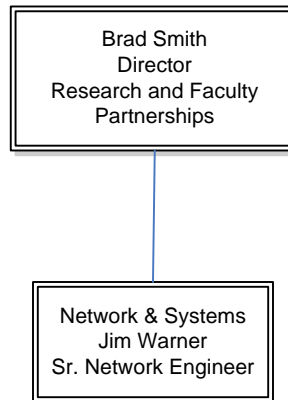 Brad Smith
Director
Research and Faculty
Partnerships
Network & Systems
Jim Warner
Sr. Network Engineer